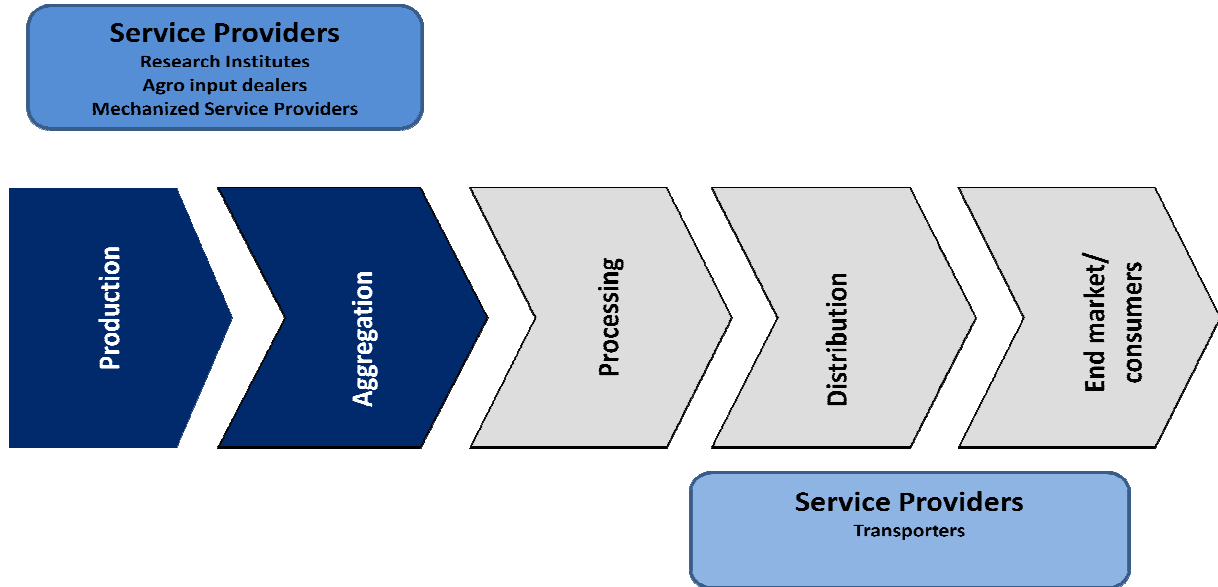 Service Providers
Research Institutes
Agro input dealers
Mechanized Service Providers
Production
Aggregation
Processing
Distribution
End market/
consumers
Service Providers
Transporters